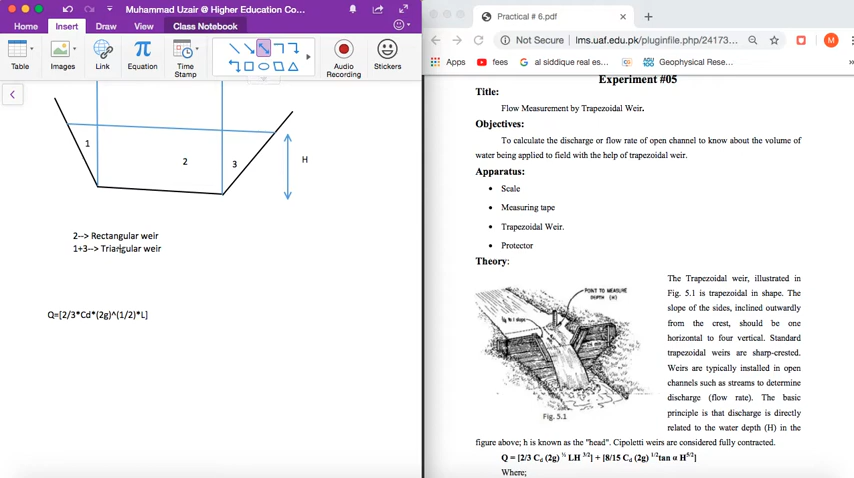 Muhammad Uzair @ Higher Education Co...
Home Insert Draw View Class Notebook
Table Images Link Equation Time Stamp Audio Recording Stickers
1 2 3 H
2--> Rectangular weir
1+3--> Triangular weir
Q=[2/3*Cd*(2g)^(1/2)*L]
Practical # 6.pdf
Not Secure | lms.uaf.edu.pk/pluginfile.php/24173...
M
Apps fees al siddique real es... Geophysical Rese...
Experiment #05
Title:
Flow Measurement by Trapezoidal Weir.
Objectives:
To calculate the discharge or flow rate of open channel to know about the volume of
water being applied to field with the help of trapezoidal weir.
Apparatus:
• Scale
• Measuring tape
• Trapezoidal Weir.
• Protector
Theory:
POINT TO MEASURE
DEPTH (H)
Fig. 5.1
The Trapezoidal weir, illustrated in
Fig. 5.1 is trapezoidal in shape. The
slope of the sides, inclined outwardly
from the crest, should be one
horizontal to four vertical. Standard
trapezoidal weirs are sharp-crested.
Weirs are typically installed in open
channels such as streams to determine
discharge (flow rate). The basic
principle is that discharge is directly
related to the water depth (H) in the
figure above; h is known as the "head". Cipoletti weirs are considered fully contracted.
Q = [2/3 Cd (2g) ½ LH 3/2] + [8/15 Cd (2g) 1/2tan α H5/2]
Where;